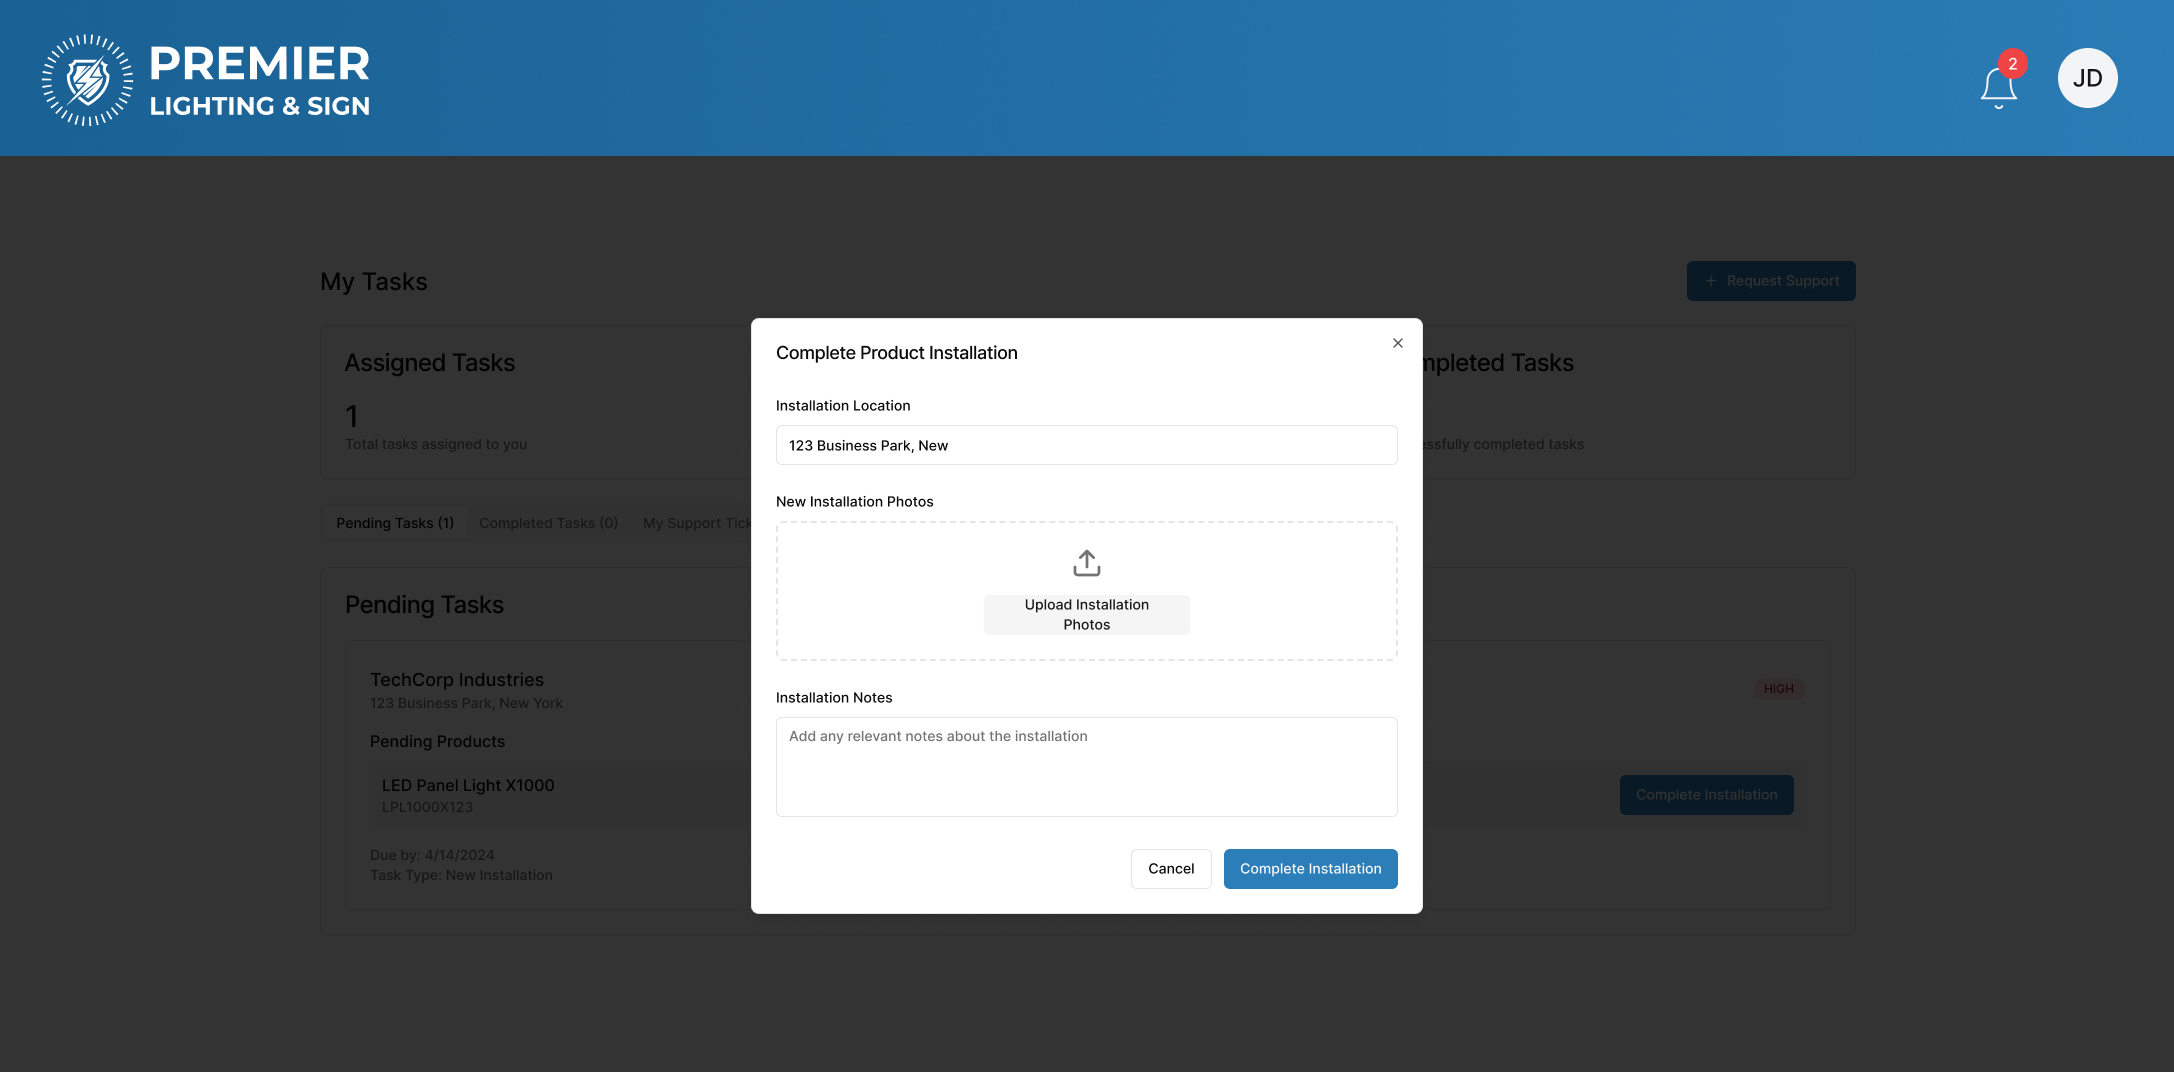 PREMIER
LIGHTING & SIGN
2
JD
My Tasks
+ Request Support
Assigned Tasks
1
Total tasks assigned to you
mpleted Tasks
essfully completed tasks
Pending Tasks (1)
Completed Tasks (0)
My Support Tick
Pending Tasks
TechCorp Industries
123 Business Park, New York
HIGH
Pending Products
LED Panel Light X1000
LPL1000X123
Complete Installation
Due by: 4/14/2024
Task Type: New Installation
Complete Product Installation
Installation Location
123 Business Park, New
New Installation Photos
Upload Installation
Photos
Installation Notes
Add any relevant notes about the installation
Cancel
Complete Installation